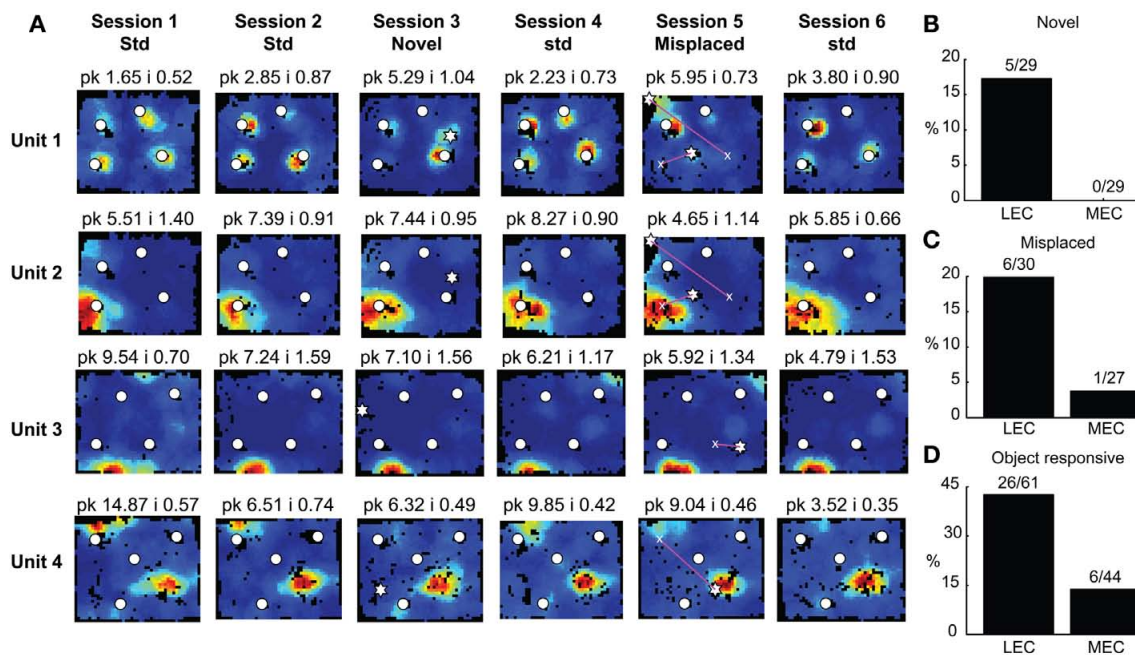 A
Session 1 Session 2 Session 3 Session 4 Session 5 Session 6
Std Std Novel std Misplaced std
pk 1.65 i 0.52 pk 2.85 i 0.87 pk 5.29 i 1.04 pk 2.23 i 0.73 pk 5.95 i 0.73 pk 3.80 i 0.90
Unit 1
x x
pk 5.51 i 1.40 pk 7.39 i 0.91 pk 7.44 i 0.95 pk 8.27 i 0.90 pk 4.65 i 1.14 pk 5.85 i 0.66
Unit 2
x x
pk 9.54 i 0.70 pk 7.24 i 1.59 pk 7.10 i 1.56 pk 6.21 i 1.17 pk 5.92 i 1.34 pk 4.79 i 1.53
Unit 3
x
pk 14.87 i 0.57 pk 6.51 i 0.74 pk 6.32 i 0.49 pk 9.85 i 0.42 pk 9.04 i 0.46 pk 3.52 i 0.35
Unit 4
x
B
Novel
5/29
20
15
%
10
5
0/29
0
LEC MEC
C
Misplaced
6/30
20
15
%
10
5
1/27
0
LEC MEC
D
Object responsive
26/61
45
30
%
15
6/44
0
LEC MEC